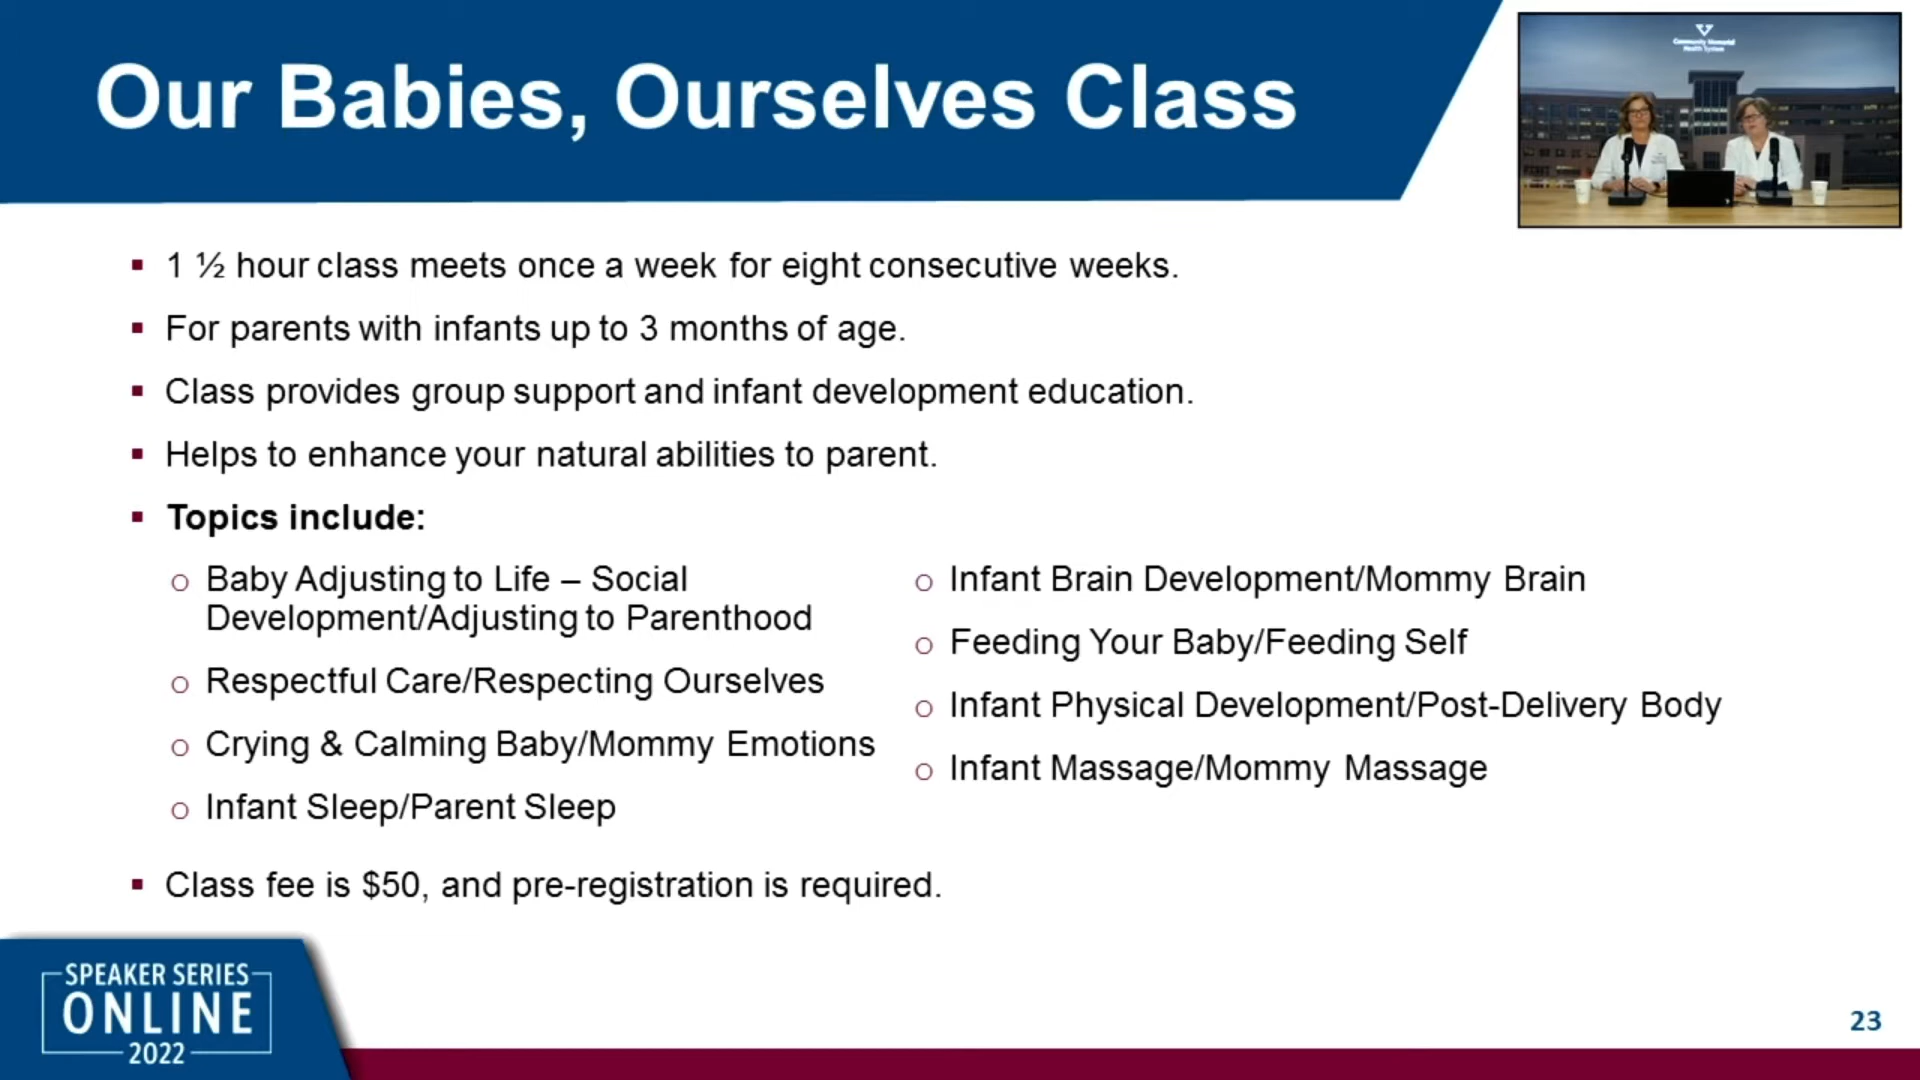 Our Babies, Ourselves Class
Community Memorial
Health System
1 ½ hour class meets once a week for eight consecutive weeks.
For parents with infants up to 3 months of age.
Class provides group support and infant development education.
Helps to enhance your natural abilities to parent.
Topics include:
Baby Adjusting to Life – Social
Development/Adjusting to Parenthood
Respectful Care/Respecting Ourselves
Crying & Calming Baby/Mommy Emotions
Infant Sleep/Parent Sleep
Infant Brain Development/Mommy Brain
Feeding Your Baby/Feeding Self
Infant Physical Development/Post-Delivery Body
Infant Massage/Mommy Massage
Class fee is $50, and pre-registration is required.
SPEAKER SERIES
ONLINE
2022
23